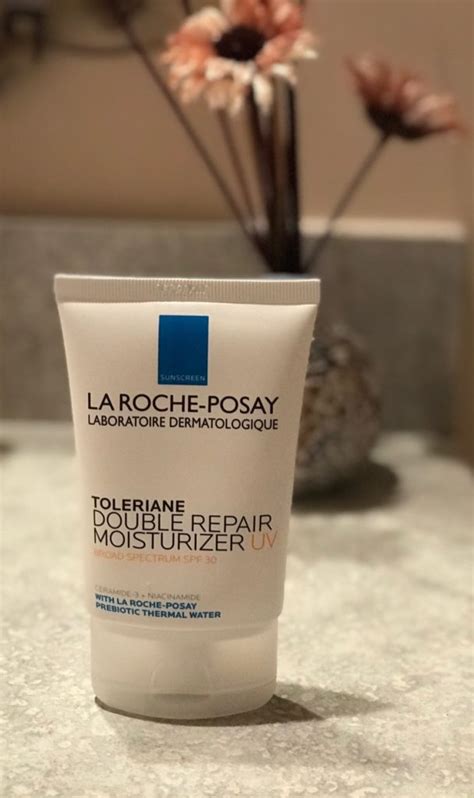 SUNSCREEN
LA ROCHE-POSAY
LABORATOIRE DERMATOLOGIQUE
TOLERIANE
DOUBLE REPAIR
MOISTURIZER UV
BROAD SPECTRUM SPF 30
CERAMIDE-3 + NIACINAMIDE
WITH LA ROCHE-POSAY
PREBIOTIC THERMAL WATER